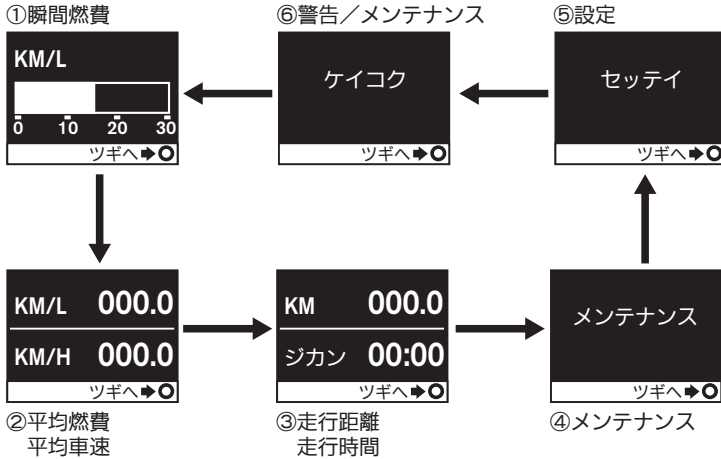 ①瞬間燃費
KM/L
0 10 20 30
ツギへ➡○
⑥警告／メンテナンス
ケイコク
ツギへ➡○
⑤設定
セッテイ
ツギへ➡○
KM/L 000.0
KM/H 000.0
ツギへ➡○
②平均燃費
平均車速
KM 000.0
ジカン 00:00
ツギへ➡○
③走行距離
走行時間
メンテナンス
ツギへ➡○
④メンテナンス